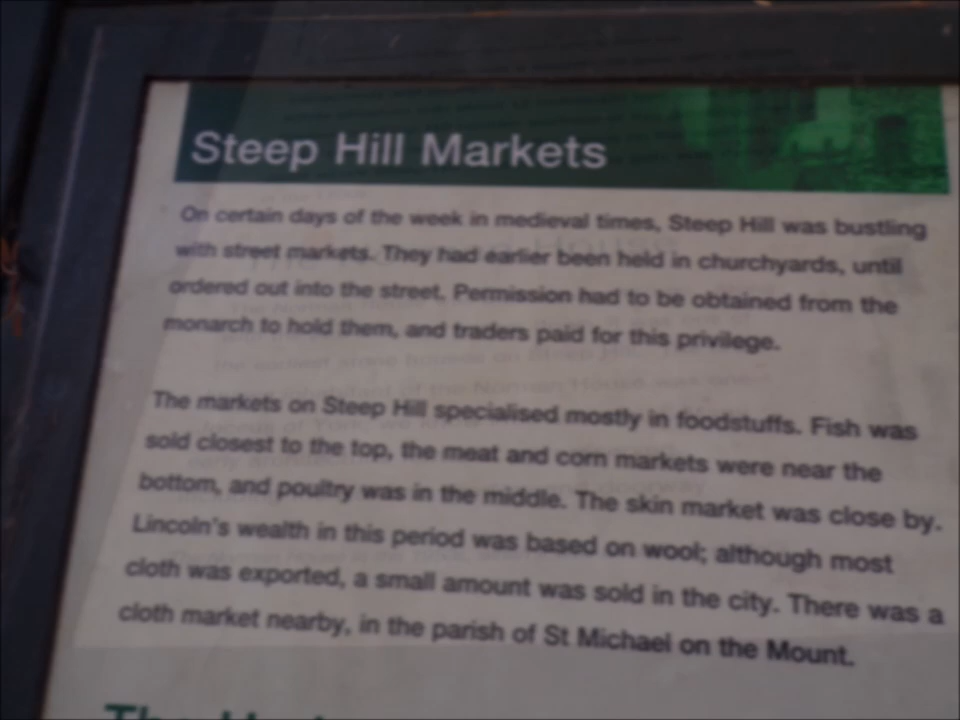 Steep Hill Markets
On certain days of the week in medieval times, Steep Hill was bustling
with street markets. They had earlier been held in churchyards, until
ordered out into the street. Permission had to be obtained from the
monarch to hold them, and traders paid for this privilege.
The markets on Steep Hill specialised mostly in foodstuffs. Fish was
sold closest to the top, the meat and corn markets were near the
bottom, and poultry was in the middle. The skin market was close by.
Lincoln's wealth in this period was based on wool; although most
cloth was exported, a small amount was sold in the city. There was a
cloth market nearby, in the parish of St Michael on the Mount.
The